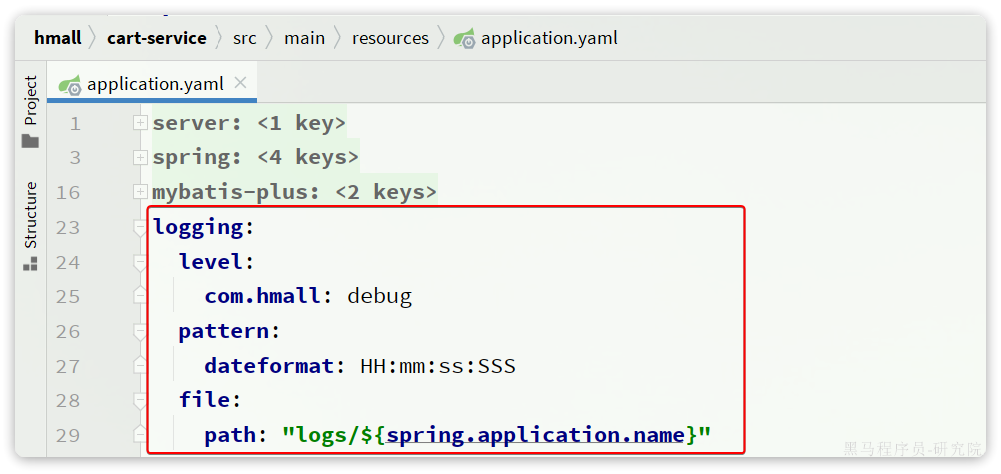 hmall 〉 cart-service 〉 src 〉 main 〉 resources 〉 application.yaml
application.yaml ×
Project
Structure
1 server: <1 key>
3 spring: <4 keys>
16 mybatis-plus: <2 keys>
23 logging:
24   level:
25     com.hmall: debug
26   pattern:
27     dateformat: HH:mm:ss:SSS
28   file:
29     path: "logs/${spring.application.name}"
黑马程序员-研究院